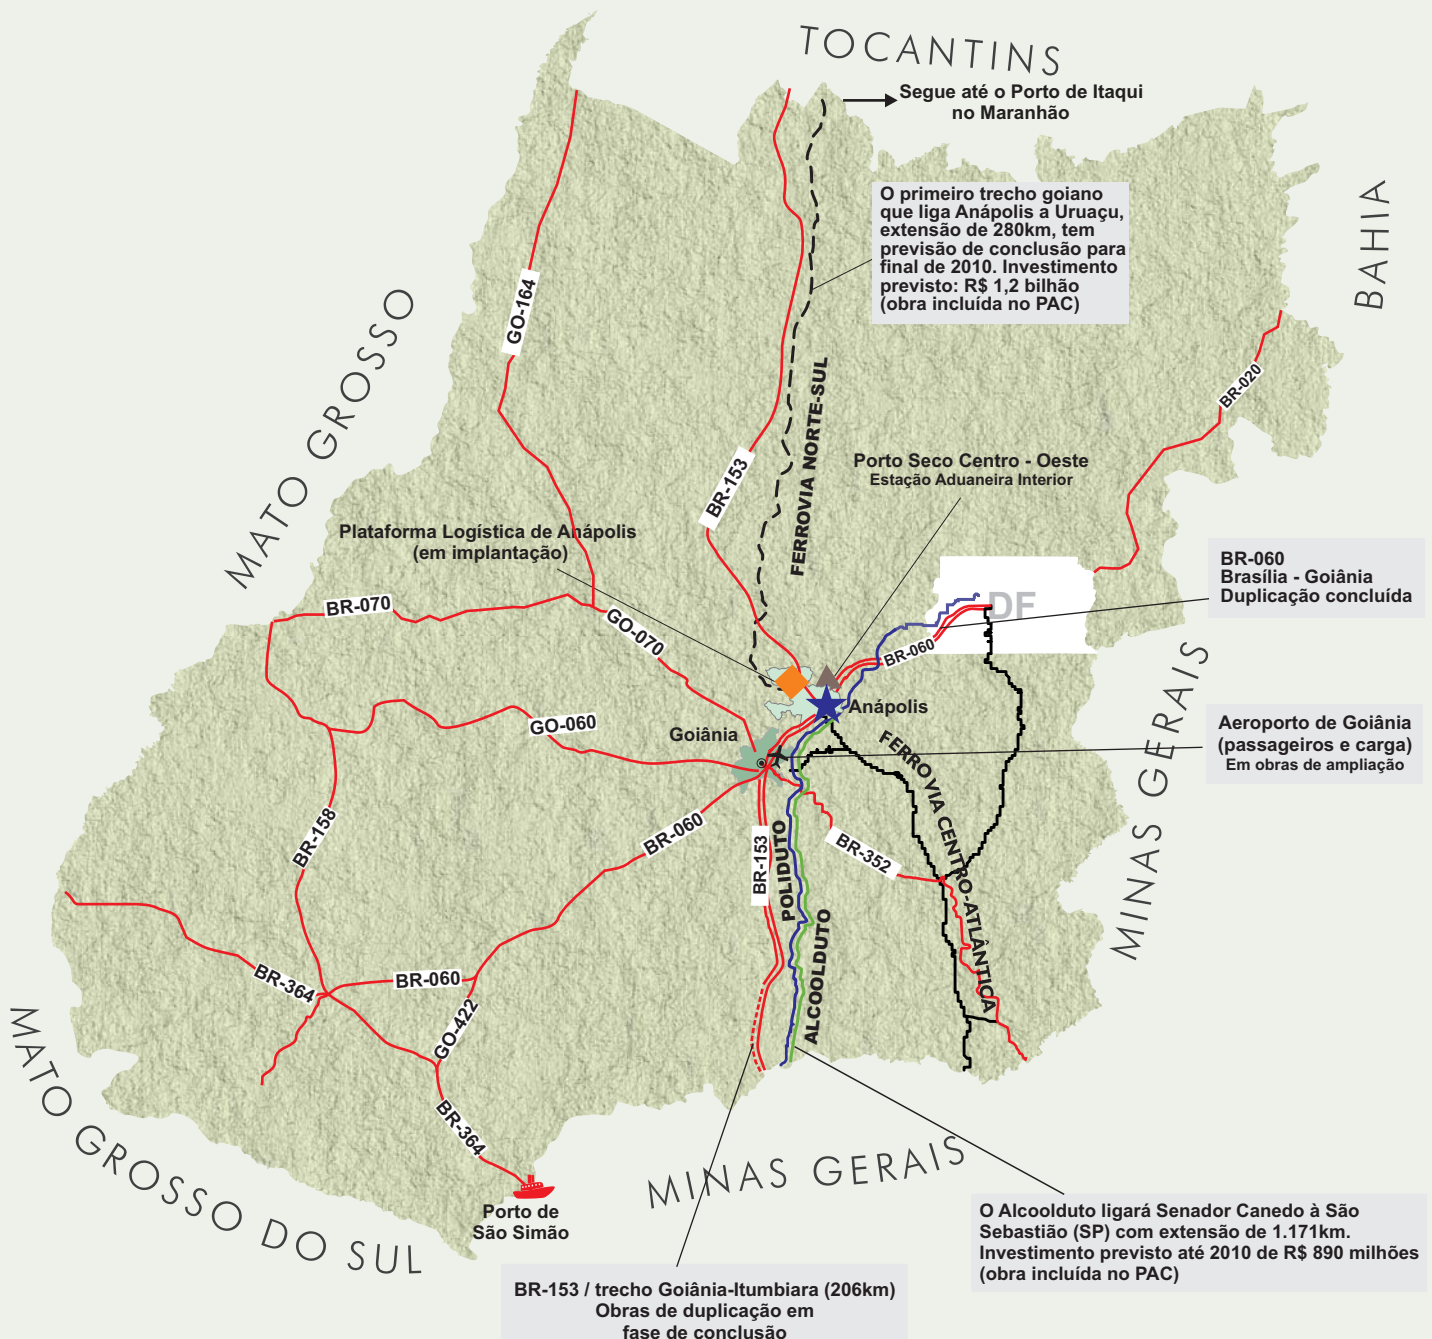 TOCANTINS
Segue até o Porto de Itaqui
no Maranhão
O primeiro trecho goiano
que liga Anápolis a Uruaçu,
extensão de 280km, tem
previsão de conclusão para
final de 2010. Investimento
previsto: R$ 1,2 bilhão
(obra incluída no PAC)
BAHIA
GO-164
MATO GROSSO
BR-020
FERROVIA NORTE-SUL
BR-153
Porto Seco Centro - Oeste
Estação Aduaneira Interior
Plataforma Logística de Anápolis
(em implantação)
BR-060
Brasília - Goiânia
Duplicação concluída
DF
BR-070
GO-070
BR-060
MINAS GERAIS
Anápolis
GO-060
Goiânia
Aeroporto de Goiânia
(passageiros e carga)
Em obras de ampliação
FERROVIA CENTRO-ATLÂNTICA
BR-158
BR-060
BR-153
POLIDUTO
BR-352
ALCOOLDUTO
BR-364
BR-060
GO-422
MATO GROSSO DO SUL
BR-364
MINAS GERAIS
Porto de
São Simão
O Alcoolduto ligará Senador Canedo à São
Sebastião (SP) com extensão de 1.171km.
Investimento previsto até 2010 de R$ 890 milhões
(obra incluída no PAC)
BR-153 / trecho Goiânia-Itumbiara (206km)
Obras de duplicação em
fase de conclusão